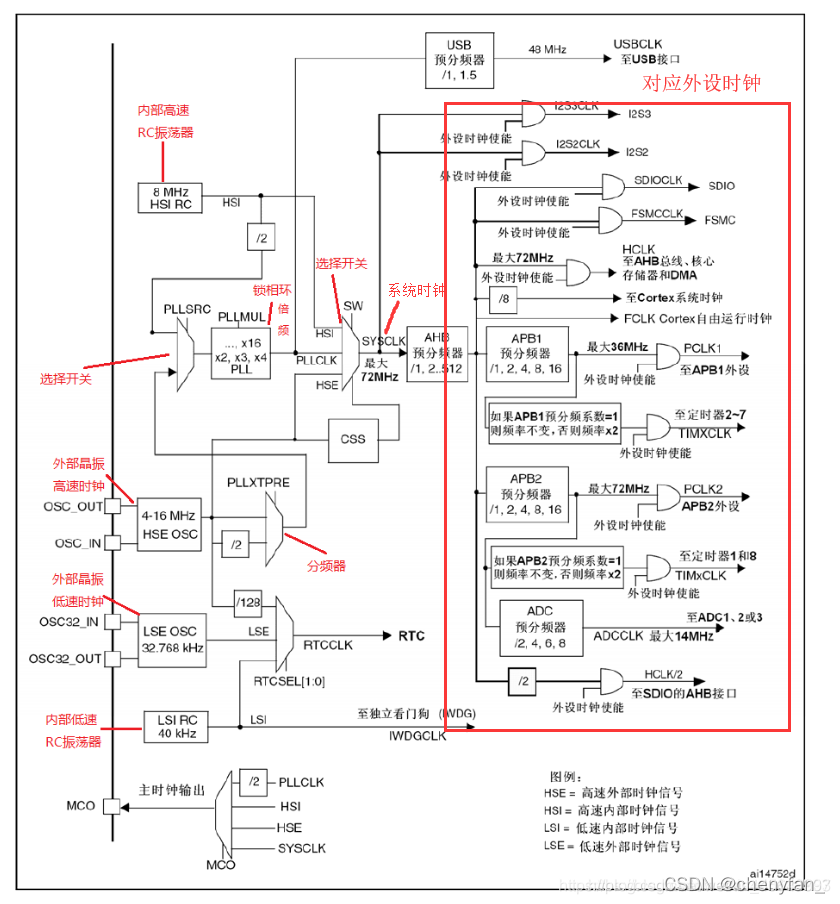 USB
预分频器
/1, 1.5
48 MHz
USBCLK
至USB接口
对应外设时钟
内部高速
RC振荡器
I2S3CLK
I2S3
外设时钟使能
I2S2CLK
I2S2
外设时钟使能
8 MHz
HSI RC
HSI
SDIOCLK
SDIO
外设时钟使能
FSMCCLK
FSMC
外设时钟使能
/2
选择开关
最大72MHz
HCLK
至AHB总线、核心
存储器和DMA
外设时钟使能
锁相环
倍
频
系统时钟
/8
至Cortex系统时钟
PLLSRC
PLLMUL
SW
FCLK Cortex自由运行时钟
..., x16
x2, x3, x4
PLL
HSI
PLLCLK
HSE
SYSCLK
最大
72MHz
AHB
预分频器
/1, 2..512
APB1
预分频器
/1, 2, 4, 8, 16
最大36MHz
PCLK1
至APB1外设
外设时钟使能
选择开关
如果APB1预分频系数=1
则频率不变,否则频率x2
至定时器2~7
TIMXCLK
外设时钟使能
CSS
外部晶振
高速时钟
PLLXTPRE
APB2
预分频器
/1, 2, 4, 8, 16
最大72MHz
PCLK2
APB2外设
外设时钟使能
OSC_OUT
OSC_IN
4-16 MHz
HSE OSC
/2
分频器
如果APB2预分频系数=1
则频率不变,否则频率x2
至定时器1和8
TIMxCLK
外设时钟使能
外部晶振
低速时钟
/128
ADC
预分频器
/2, 4, 6, 8
至ADC1、2或3
ADCCLK 最大14MHz
OSC32_IN
OSC32_OUT
LSE OSC
32.768 kHz
LSE
RTCCLK
RTC
RTCSEL[1:0]
/2
HCLK/2
至SDIO的AHB接口
外设时钟使能
内部低速
RC振荡器
LSI RC
40 kHz
LSI
至独立看门狗 (IWDG)
IWDGCLK
主时钟输出
MCO
/2
PLLCLK
HSI
HSE
SYSCLK
MCO
图例:
HSE = 高速外部时钟信号
HSI = 高速内部时钟信号
LSI = 低速内部时钟信号
LSE = 低速外部时钟信号
ai14752d
CSDN @chenyfan_